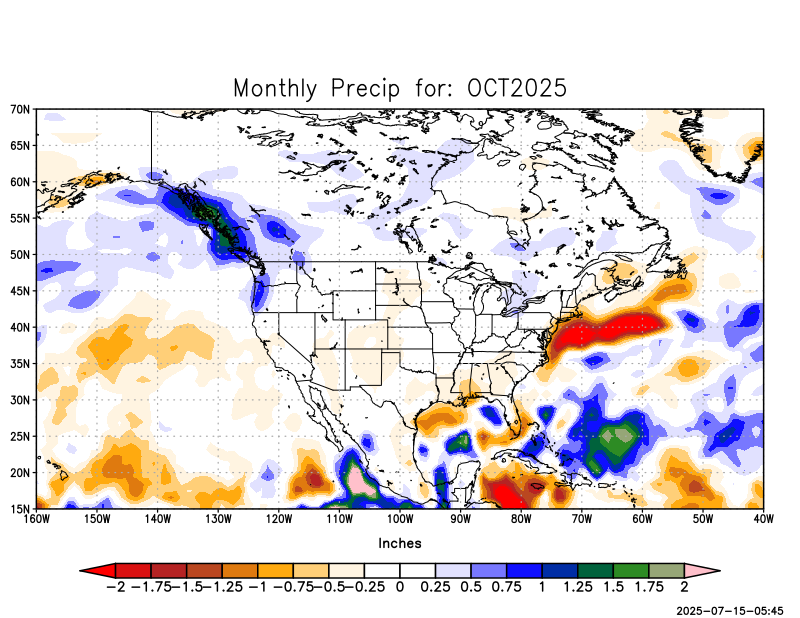 Monthly Precip for: OCT2025
70N
65N
60N
55N
50N
45N
40N
35N
30N
25N
20N
15N
160W 150W 140W 130W 120W 110W 100W 90W 80W 70W 60W 50W 40W
Inches
-2 -1.75 -1.5 -1.25 -1 -0.75 -0.5 -0.25 0 0.25 0.5 0.75 1 1.25 1.5 1.75 2
2025-07-15-05:45